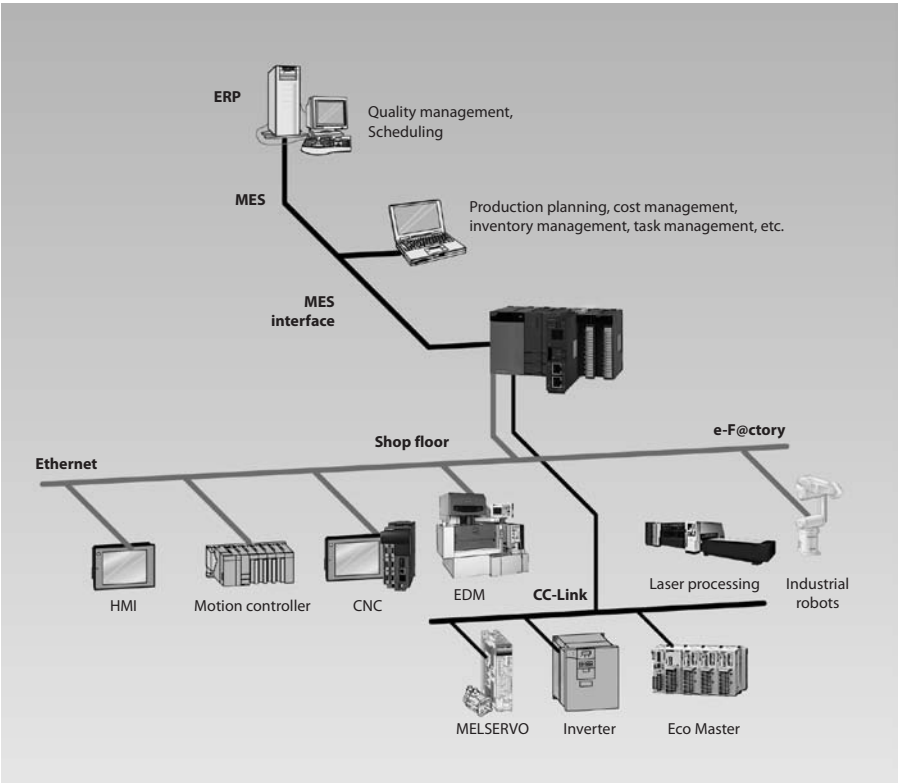 ERP
Quality management,
Scheduling
MES
Production planning, cost management,
inventory management, task management, etc.
MES
interface
e-F@ctory
Shop floor
Ethernet
HMI
Motion controller
CNC
EDM
CC-Link
Laser processing
Industrial
robots
MELSERVO
Inverter
Eco Master